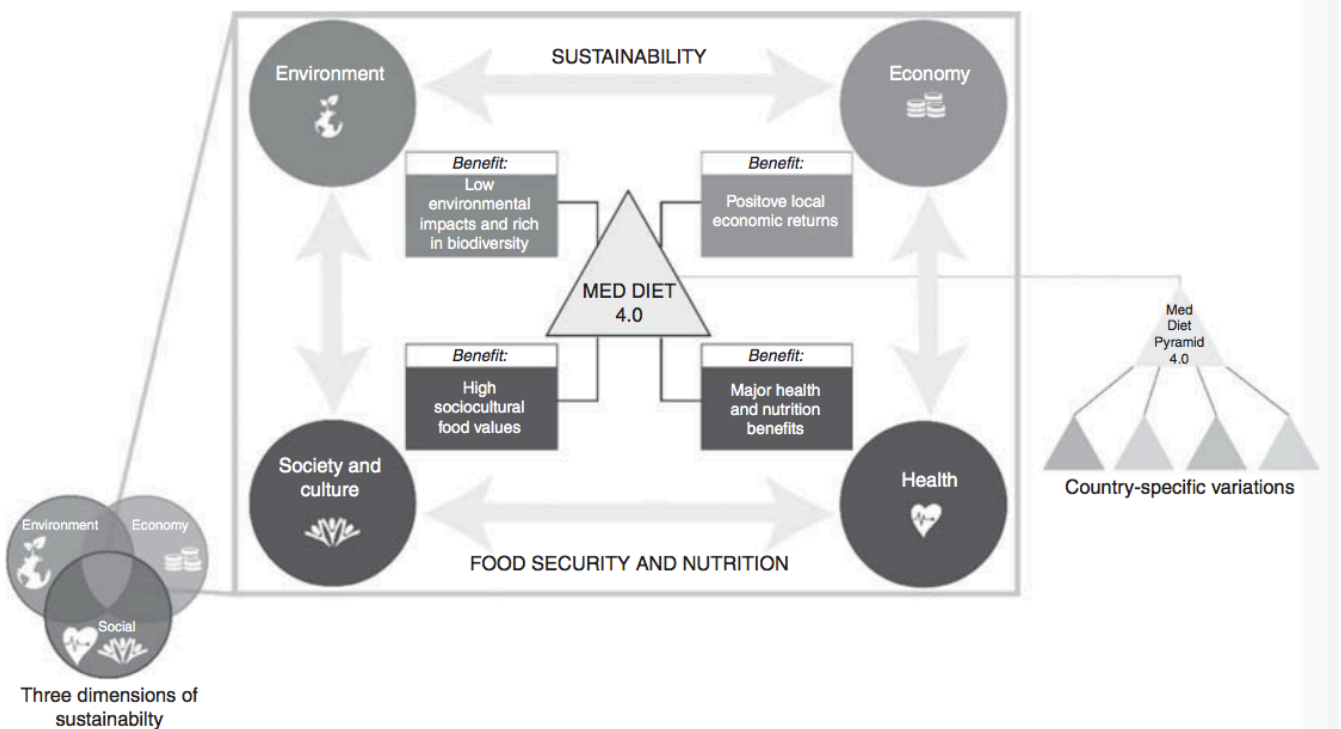 SUSTAINABILITY
Environment
Economy
Benefit:
Low
environmental
impacts and rich
in biodiversity
Benefit:
Positove local
economic returns
MED DIET
4.0
Benefit:
High
sociocultural
food values
Benefit:
Major health
and nutrition
benefits
Society and
culture
Health
FOOD SECURITY AND NUTRITION
Med
Diet
Pyramid
4.0
Country-specific variations
Environment
Economy
Social
Three dimensions of
sustainabilty